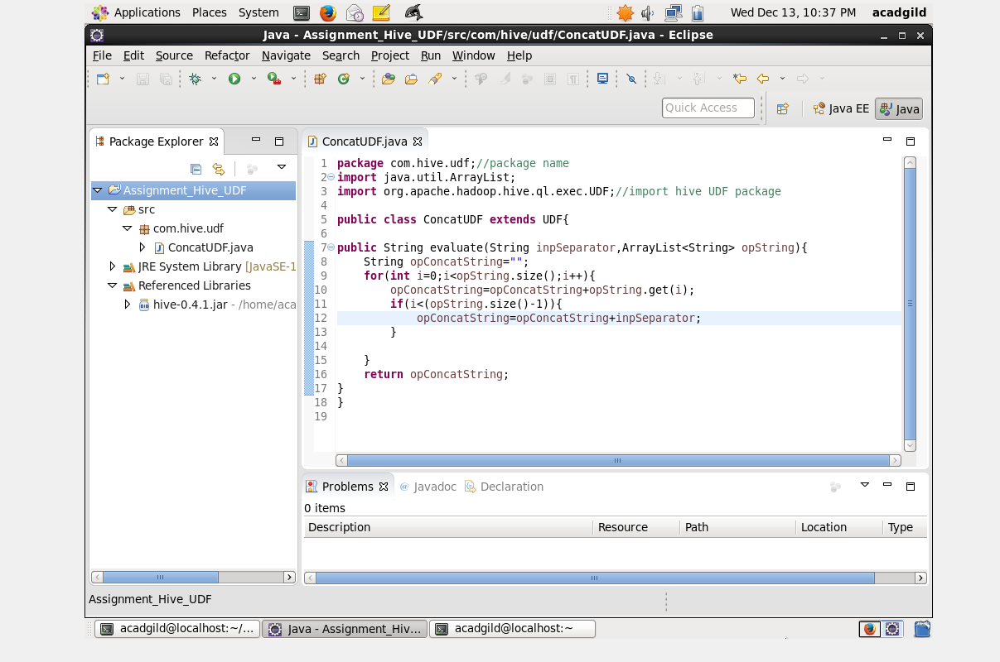 Applications Places System Wed Dec 13, 10:37 PM acadgild
Java - Assignment_Hive_UDF/src/com/hive/udf/ConcatUDF.java - Eclipse
File Edit Source Refactor Navigate Search Project Run Window Help
Quick Access Java EE Java
Package Explorer
Assignment_Hive_UDF
src
com.hive.udf
ConcatUDF.java
JRE System Library [JavaSE-1
Referenced Libraries
hive-0.4.1.jar - /home/aca
ConcatUDF.java
1 package com.hive.udf;//package name
2 import java.util.ArrayList;
3 import org.apache.hadoop.hive.ql.exec.UDF;//import hive UDF package
4
5 public class ConcatUDF extends UDF{
6
7 public String evaluate(String inpSeparator,ArrayList<String> opString){
8     String opConcatString="";
9     for(int i=0;i<opString.size();i++){
10         opConcatString=opConcatString+opString.get(i);
11         if(i<(opString.size()-1)){
12             opConcatString=opConcatString+inpSeparator;
13         }
14
15     }
16     return opConcatString;
17 }
18 }
19
Problems @ Javadoc Declaration
0 items
Description Resource Path Location Type
Assignment_Hive_UDF
acadgild@localhost:~/... Java - Assignment_Hiv... acadgild@localhost:~